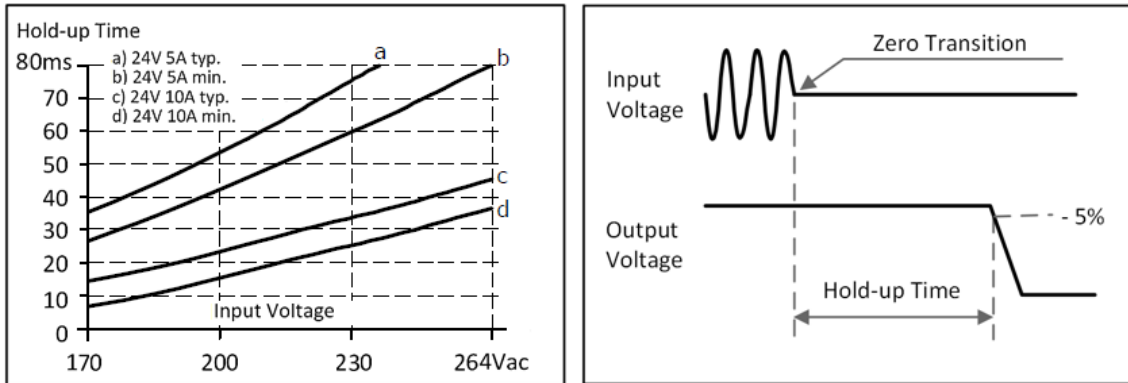 Hold-up Time
80ms
70
60
50
40
30
20
10
0
a) 24V 5A typ.
b) 24V 5A min.
c) 24V 10A typ.
d) 24V 10A min.
a
b
c
d
Input Voltage
170
200
230
264Vac
Zero Transition
Input
Voltage
Output
Voltage
- 5%
Hold-up Time